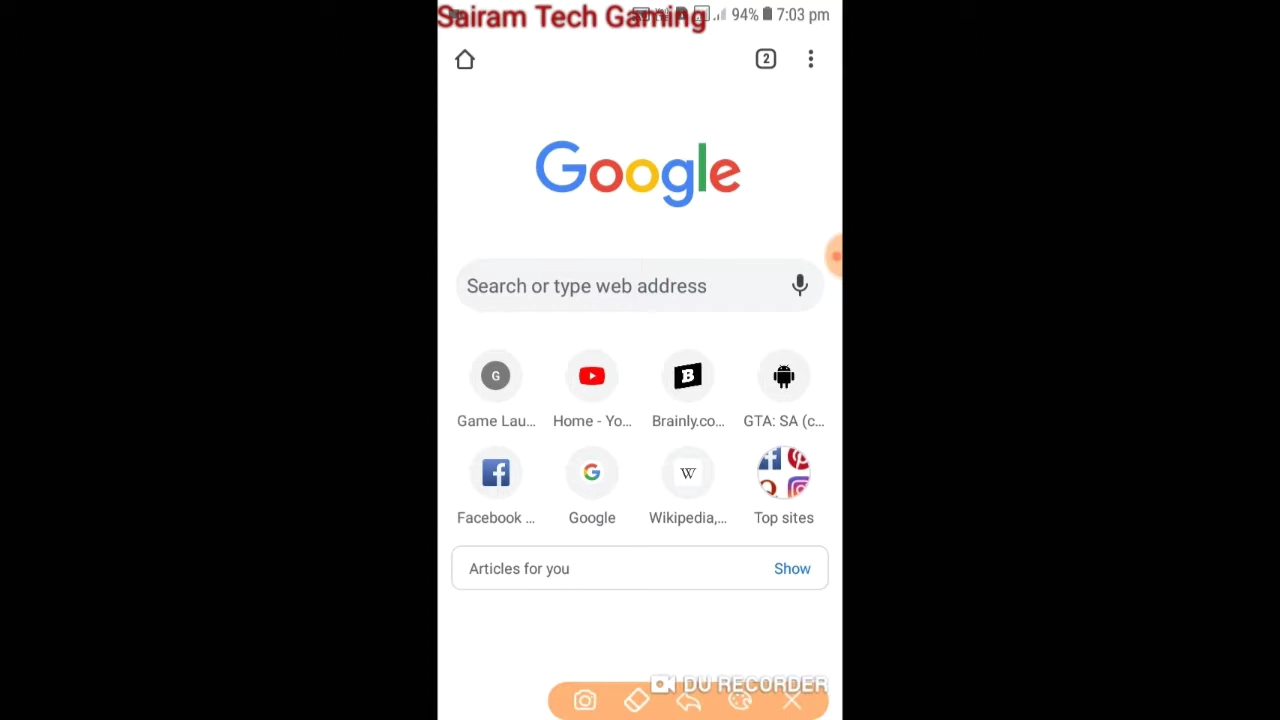 Sairam Tech Gaming 94% 7:03 pm
2
Google
Search or type web address
G
B
Game Lau... Home - Yo... Brainly.co... GTA: SA (c...
f G W f
Facebook ... Google Wikipedia,... Top sites
Articles for you Show
DU RECORDER